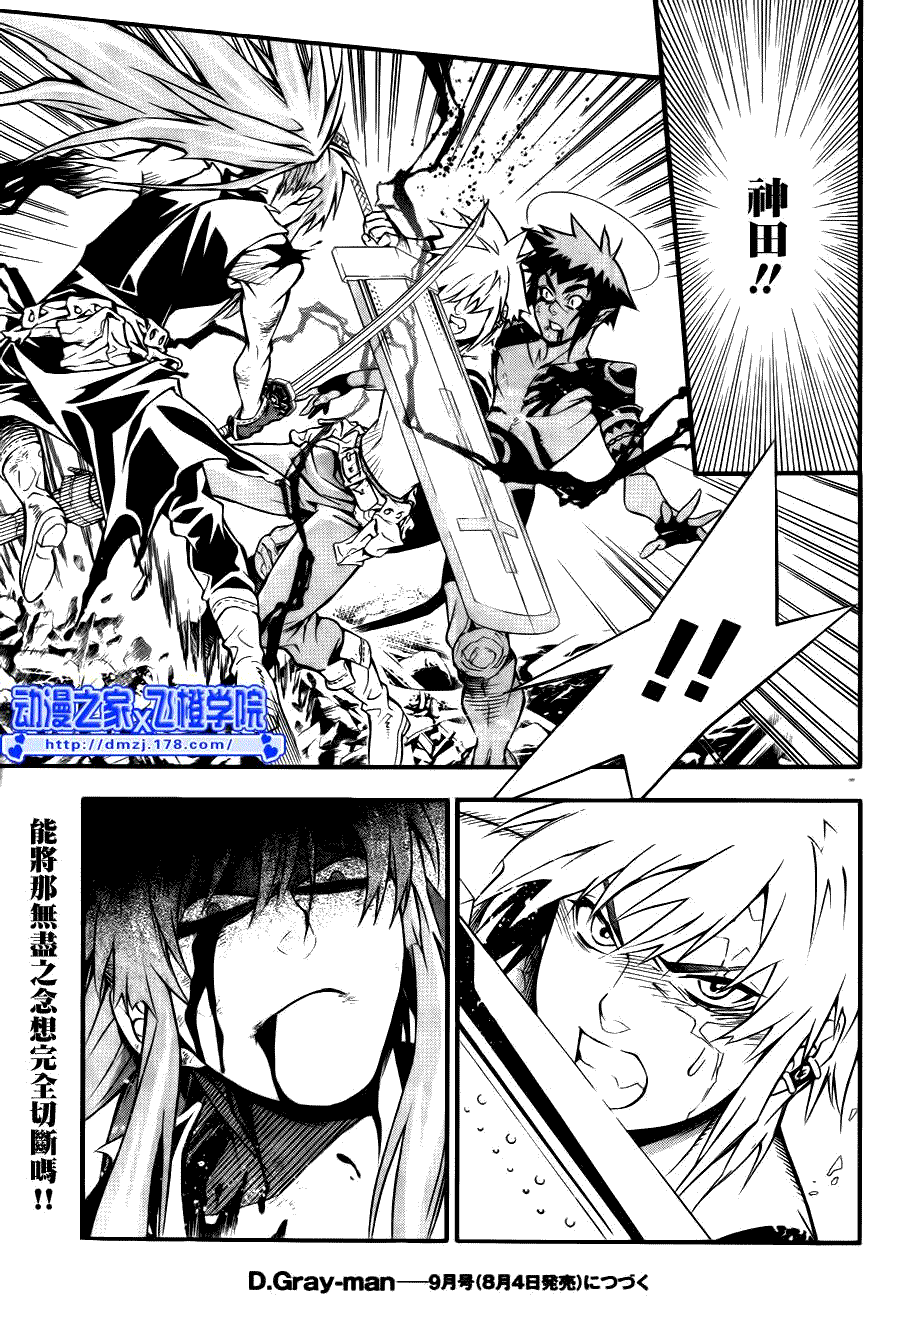 神田!!
!!
动漫之家x飞橙学院
http://dmzj.178.com/
能將那無盡之念想完全切斷嗎!!
D.Gray-man——9月号(8月4日発売)につづく